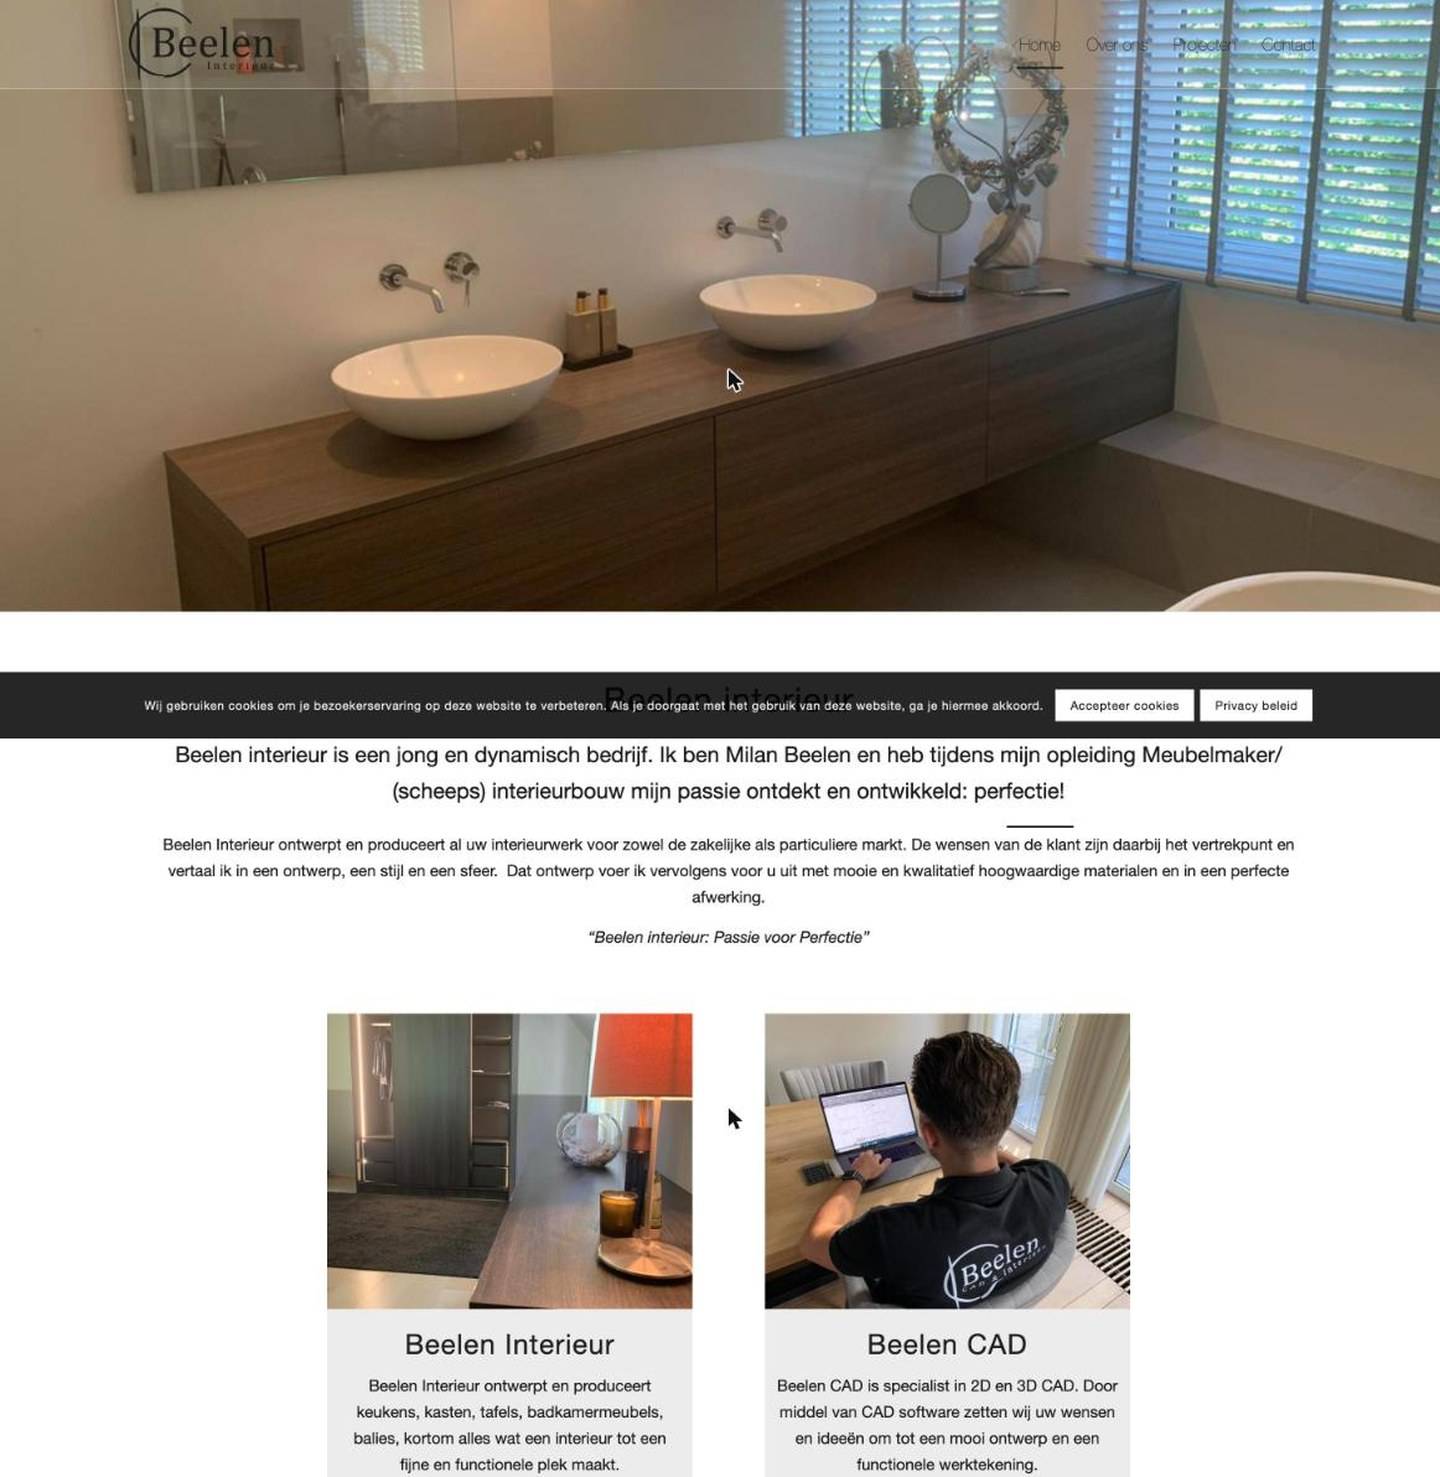 Beelen
Interieur
Home
Over ons
Projecten
Contact
Beelen interieur
Wij gebruiken cookies om je bezoekerservaring op deze website te verbeteren. Als je doorgaat met het gebruik van deze website, ga je hiermee akkoord.
Accepteer cookies
Privacy beleid
Beelen interieur is een jong en dynamisch bedrijf. Ik ben Milan Beelen en heb tijdens mijn opleiding Meubelmaker/
(scheeps) interieurbouw mijn passie ontdekt en ontwikkeld: perfectie!
Beelen Interieur ontwerpt en produceert al uw interieurwerk voor zowel de zakelijke als particuliere markt. De wensen van de klant zijn daarbij het vertrekpunt en
vertaal ik in een ontwerp, een stijl en een sfeer.  Dat ontwerp voer ik vervolgens voor u uit met mooie en kwalitatief hoogwaardige materialen en in een perfecte
afwerking.
“Beelen interieur: Passie voor Perfectie”
Beelen
CAD & Interieur
Beelen Interieur
Beelen Interieur ontwerpt en produceert
keukens, kasten, tafels, badkamermeubels,
balies, kortom alles wat een interieur tot een
fijne en functionele plek maakt.
Beelen CAD
Beelen CAD is specialist in 2D en 3D CAD. Door
middel van CAD software zetten wij uw wensen
en ideeën om tot een mooi ontwerp en een
functionele werktekening.